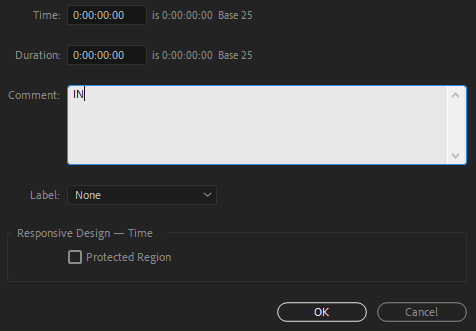 Time: 0:00:00:00 is 0:00:00:00 Base 25
Duration: 0:00:00:00 is 0:00:00:00 Base 25
Comment: IN
Label: None
Responsive Design — Time
Protected Region
OK Cancel